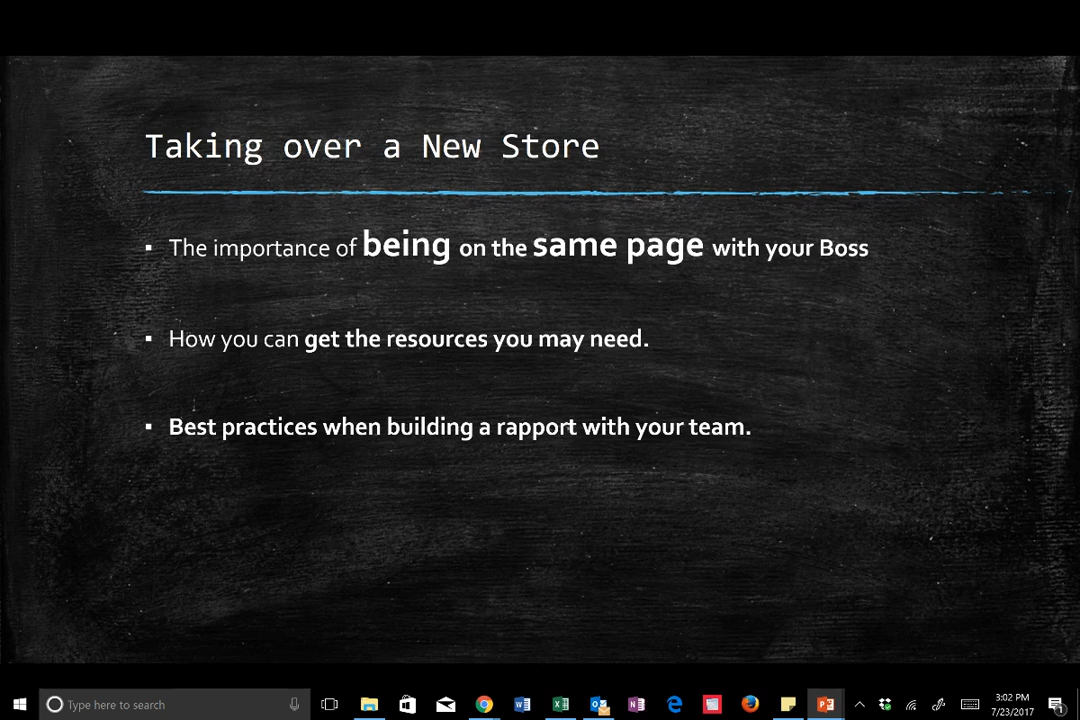 Taking over a New Store
▪ The importance of being on the same page with your Boss
▪ How you can get the resources you may need.
▪ Best practices when building a rapport with your team.
Type here to search
3:02 PM
7/23/2017